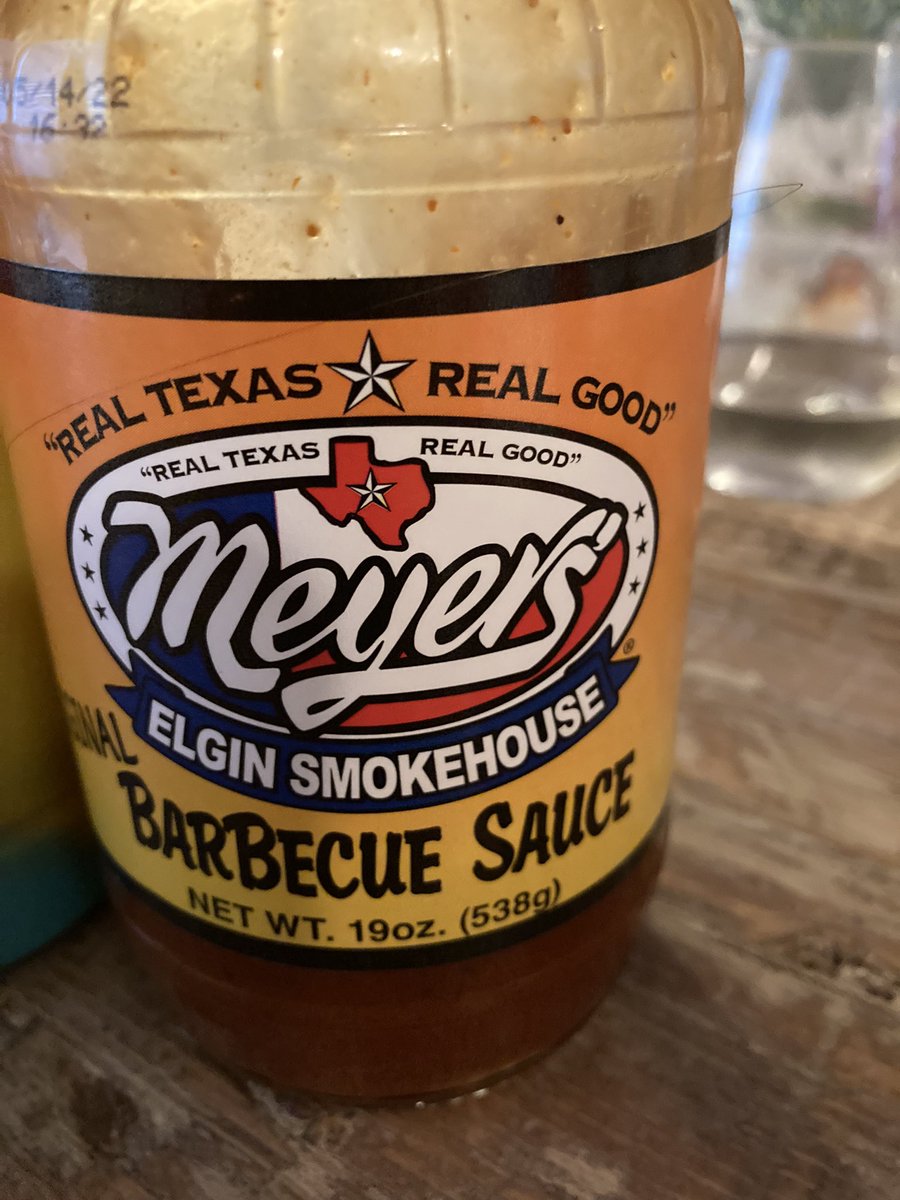 5/14/22
16:32
"REAL TEXAS REAL GOOD"
"REAL TEXAS REAL GOOD"
Meyers'
®
ELGIN SMOKEHOUSE
BARBECUE SAUCE
NET WT. 19oz. (538g)